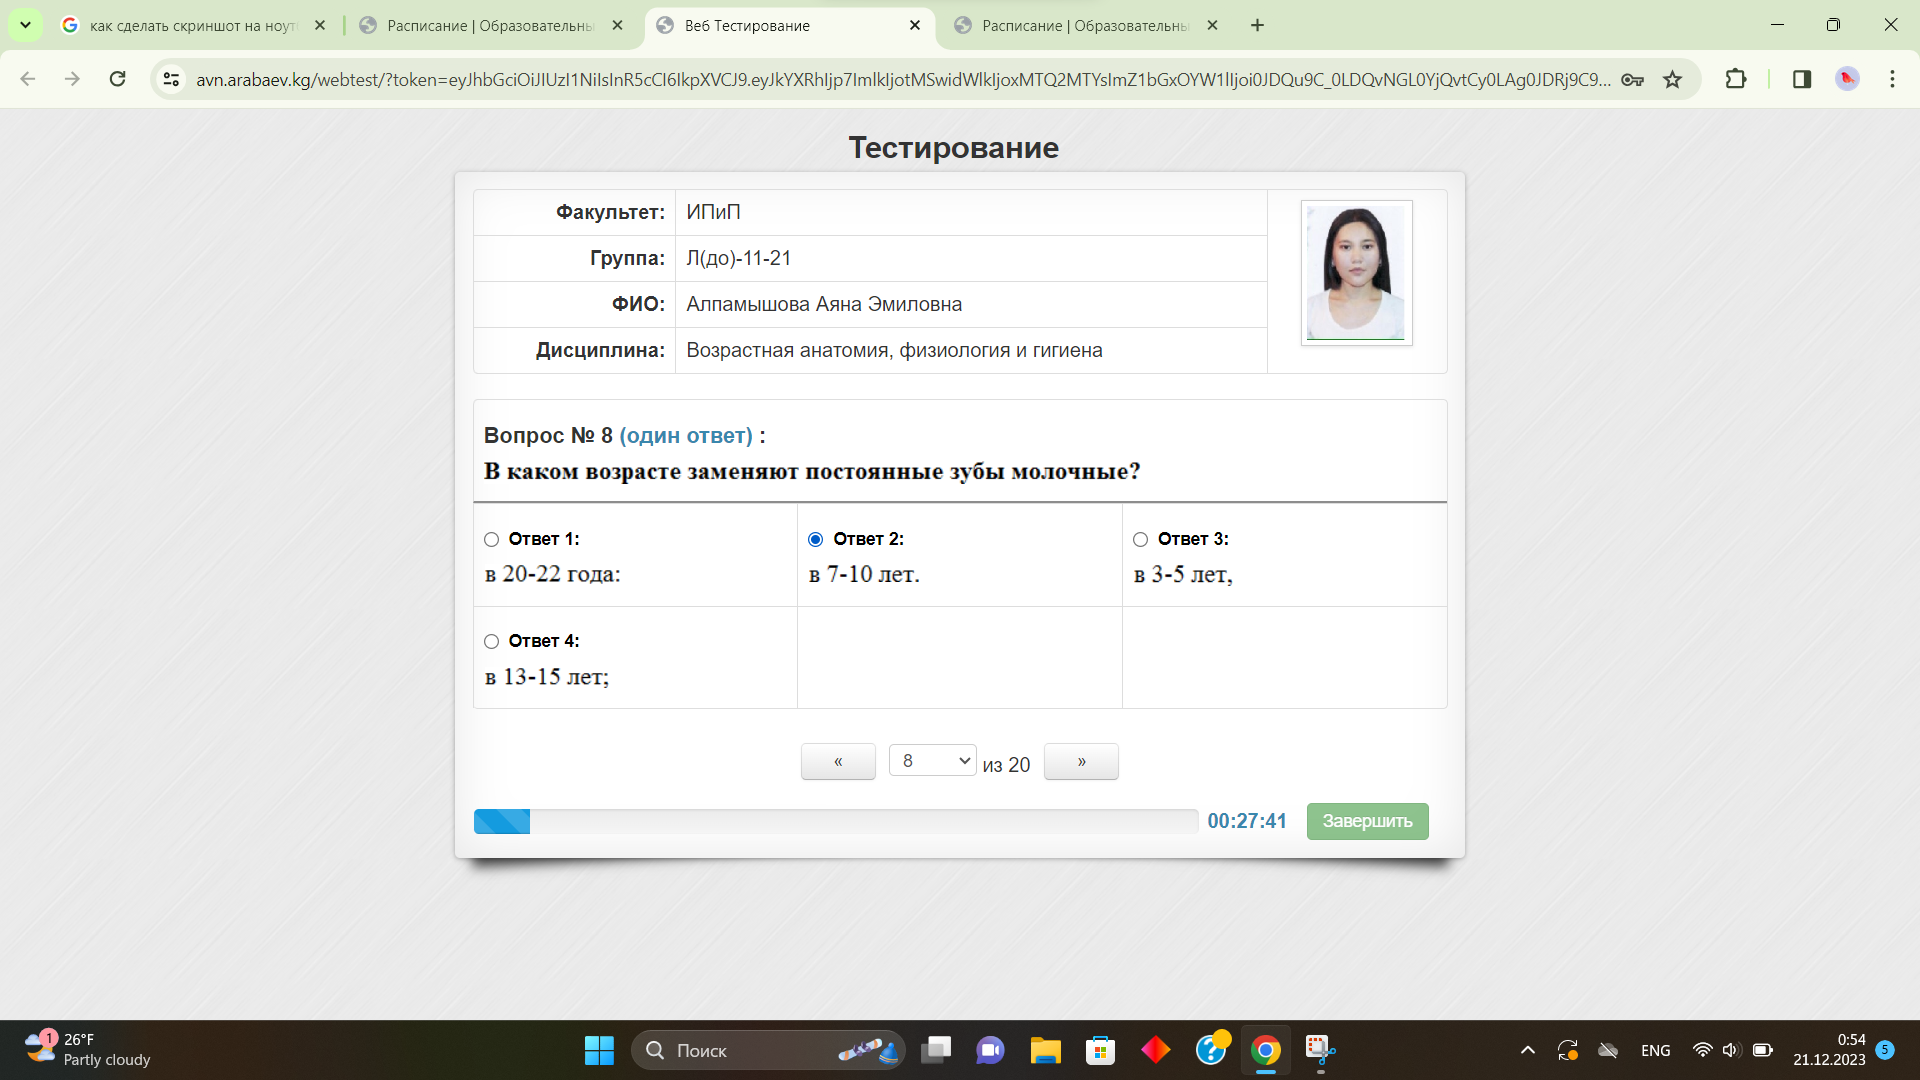 как сделать скриншот на ноут
Расписание | Образовательны
Веб Тестирование
Расписание | Образовательны
avn.arabaev.kg/webtest/?token=eyJhbGciOiJIUzI1NiIsInR5cCI6IkpXVCJ9.eyJkYXRhIjp7ImlkIjotMSwidWlkIjoxMTQ2MTYsImZ1bGxOYW1lIjoi0JDQu9C_0LDQvNGL0YjQvtCy0LAg0JDRj9C9...
Тестирование
Факультет: ИПиП
Группа: Л(до)-11-21
ФИО: Алпамышова Аяна Эмиловна
Дисциплина: Возрастная анатомия, физиология и гигиена
Вопрос № 8 (один ответ) :
В каком возрасте заменяют постоянные зубы молочные?
Ответ 1: Ответ 2: Ответ 3:
в 20-22 года: в 7-10 лет. в 3-5 лет,
Ответ 4:
в 13-15 лет;
« 8 из 20 »
00:27:41 Завершить
1 26°F
Partly cloudy
Поиск
ENG
0:54
21.12.2023
5